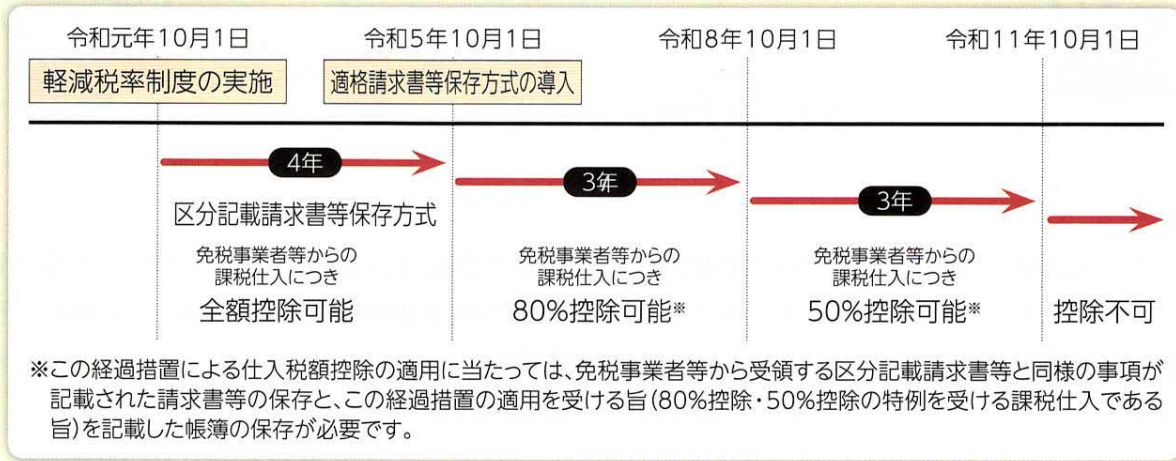 令和元年10月1日 令和5年10月1日 令和8年10月1日 令和11年10月1日
軽減税率制度の実施 適格請求書等保存方式の導入
4年 3年 3年
区分記載請求書等保存方式
免税事業者等からの 免税事業者等からの 免税事業者等からの
課税仕入につき 課税仕入につき 課税仕入につき
全額控除可能 80%控除可能※ 50%控除可能※ 控除不可
※この経過措置による仕入税額控除の適用に当たっては、免税事業者等から受領する区分記載請求書等と同様の事項が
記載された請求書等の保存と、この経過措置の適用を受ける旨(80%控除・50%控除の特例を受ける課税仕入である
旨)を記載した帳簿の保存が必要です。